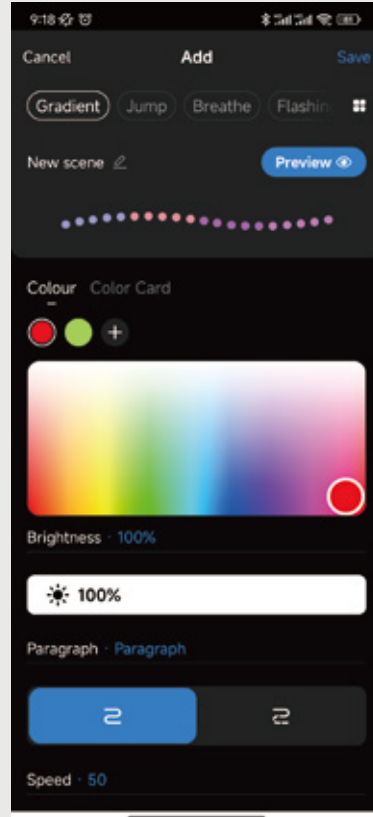 9:18
Cancel Add Save
Gradient Jump Breathe Flashin
New scene Preview
Colour Color Card
Brightness · 100%
100%
Paragraph · Paragraph
Speed · 50